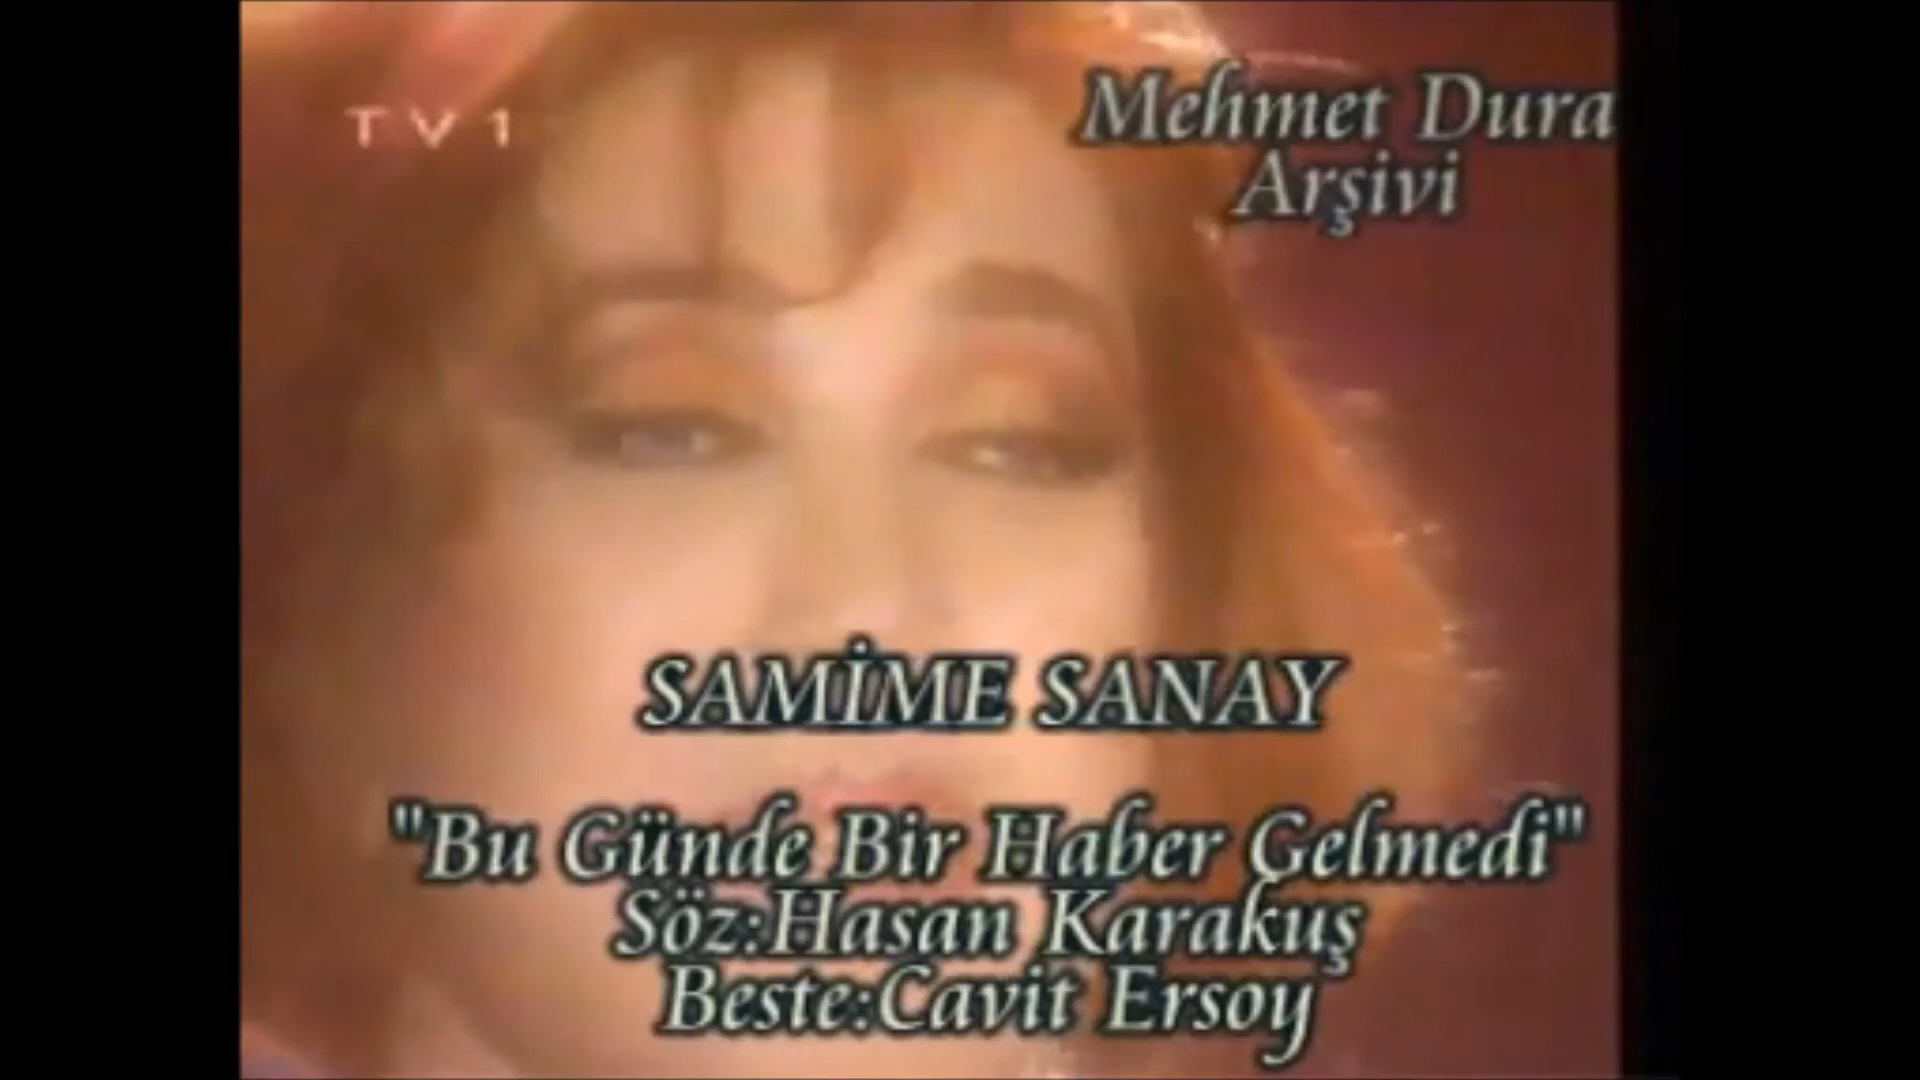 TV1
Mehmet Dura
Arşivi
SAMİME SANAY
"Bu Günde Bir Haber Gelmedi"
Söz:Hasan Karakuş
Beste:Cavit Ersoy